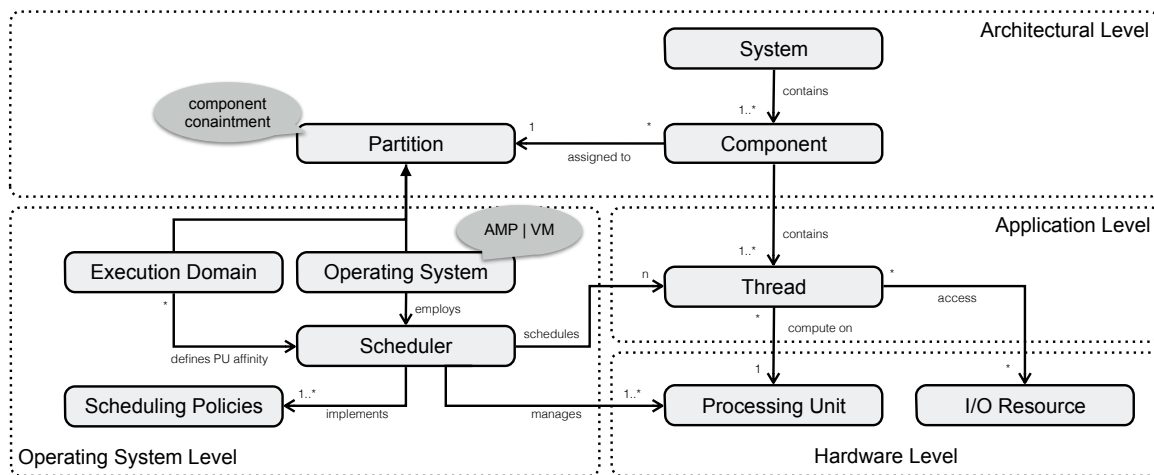 Architectural Level
System
contains
1..*
component
conaintment
Partition
1
*
assigned to
Component
AMP | VM
Application Level
contains
1..*
Execution Domain
Operating System
*
employs
n
Thread
*
access
schedules
*
compute on
defines PU affinity
Scheduler
1
*
Scheduling Policies
1..*
implements
manages
1..*
Processing Unit
I/O Resource
Operating System Level
Hardware Level